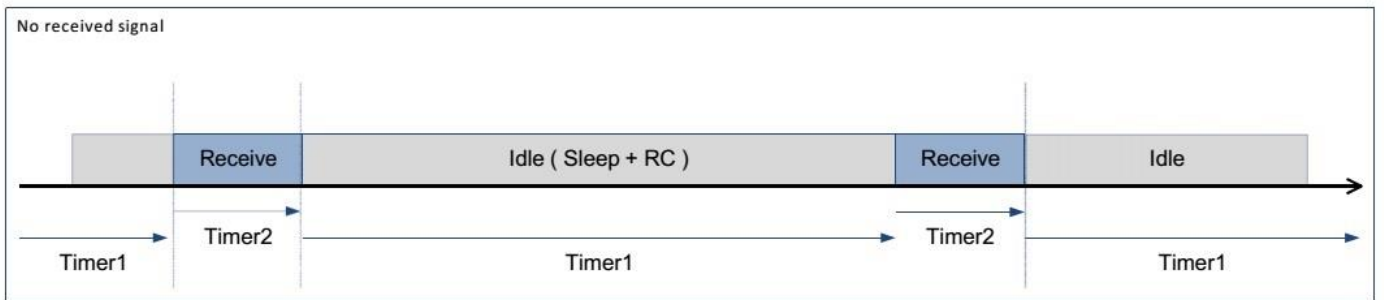 No received signal
Receive
Idle ( Sleep + RC )
Receive
Idle
Timer2
Timer2
Timer1
Timer1
Timer1